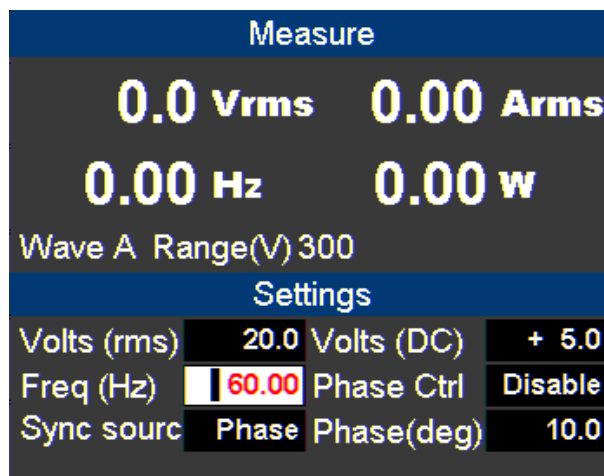 Measure
0.0 Vrms 0.00 Arms
0.00 Hz 0.00 W
Wave A Range(V) 300
Settings
Volts (rms) 20.0 Volts (DC) + 5.0
Freq (Hz) 60.00 Phase Ctrl Disable
Sync sourc Phase Phase(deg) 10.0